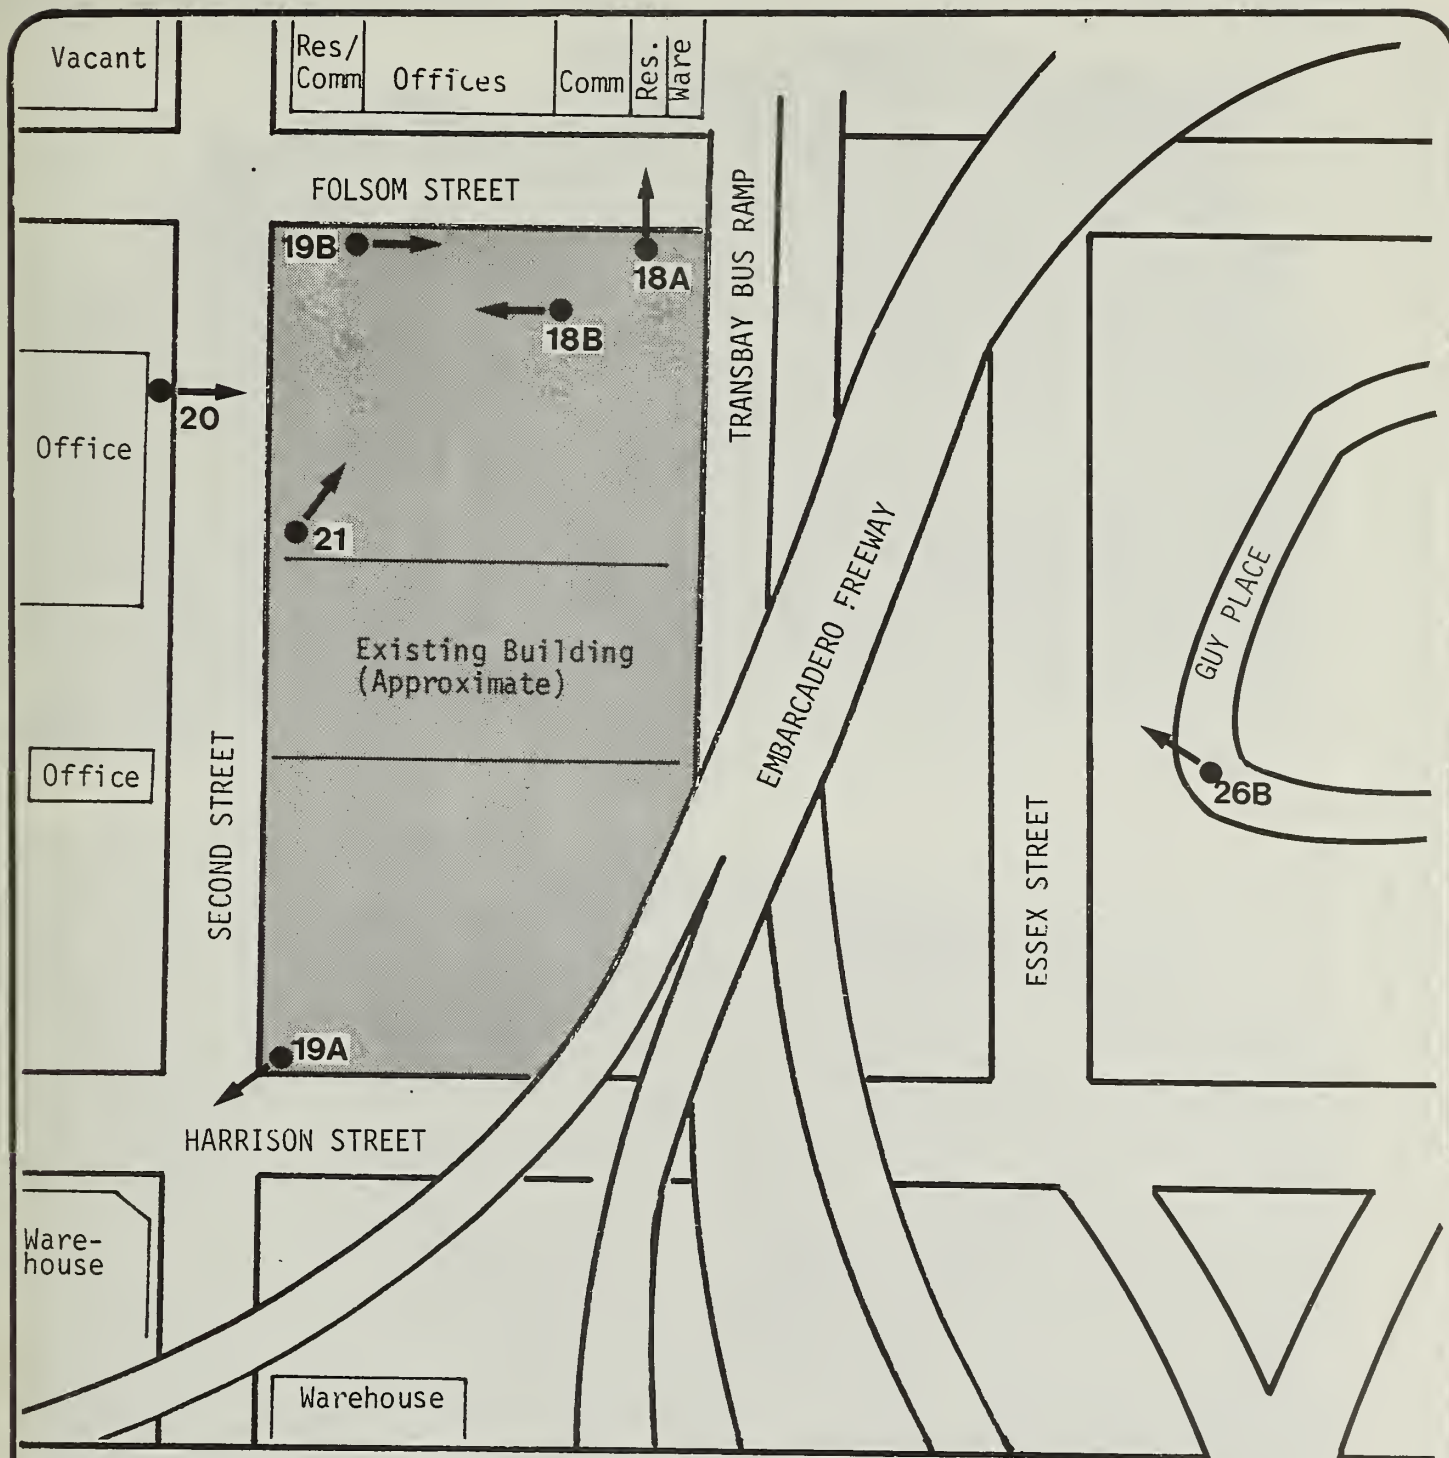 Vacant
Res/
Comm
Offices
Comm
Res.
Ware
FOLSOM STREET
19B
18A
18B
TRANSBAY BUS RAMP
20
Office
21
EMBARCADERO FREEWAY
GUY PLACE
Existing Building
(Approximate)
Office
SECOND STREET
26B
ESSEX STREET
19A
HARRISON STREET
Ware-
house
Warehouse